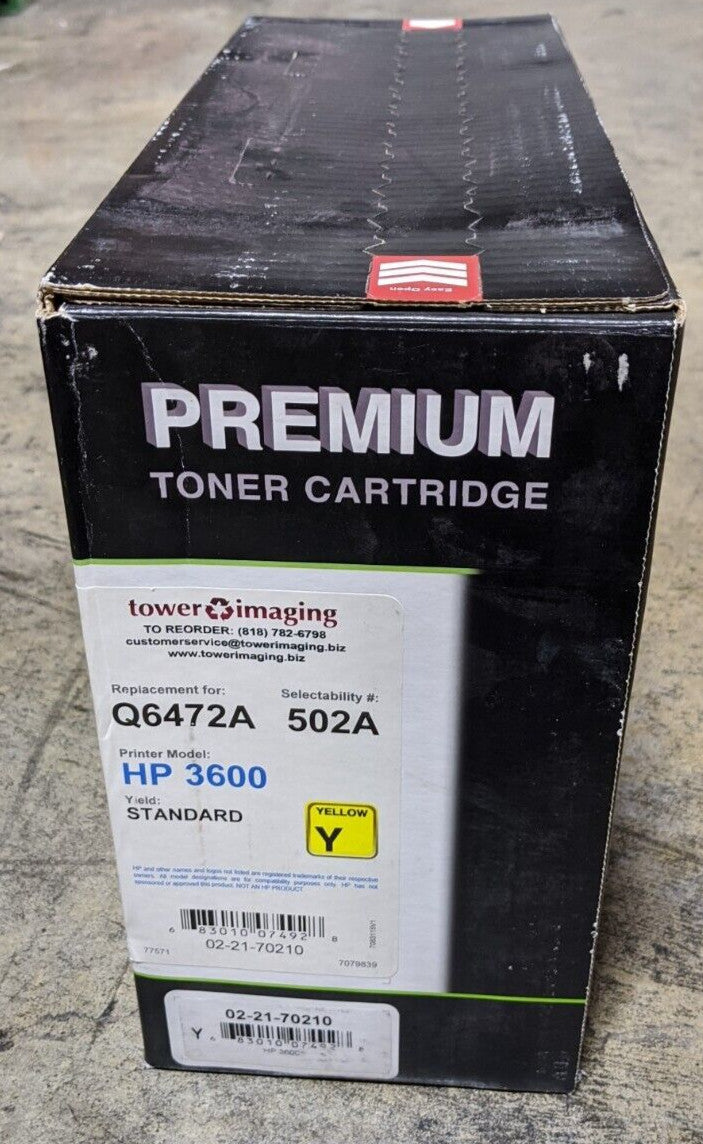 Easy Open
PREMIUM
TONER CARTRIDGE
tower imaging
TO REORDER: (818) 782-6798
customerservice@towerimaging.biz
www.towerimaging.biz
Replacement for: Selectability #:
Q6472A 502A
Printer Model:
HP 3600
Yield:
STANDARD
YELLOW
Y
HP and other names and logos not listed are registered trademarks of their respective
owners. All model designations are for compatibility purposes only. HP has not
sponsored or approved this product. NOT AN HP PRODUCT
6 83010 07492 8
02-21-70210
77571 7079839
02-21-70210
Y 6 83010 07492 8
HP 3600